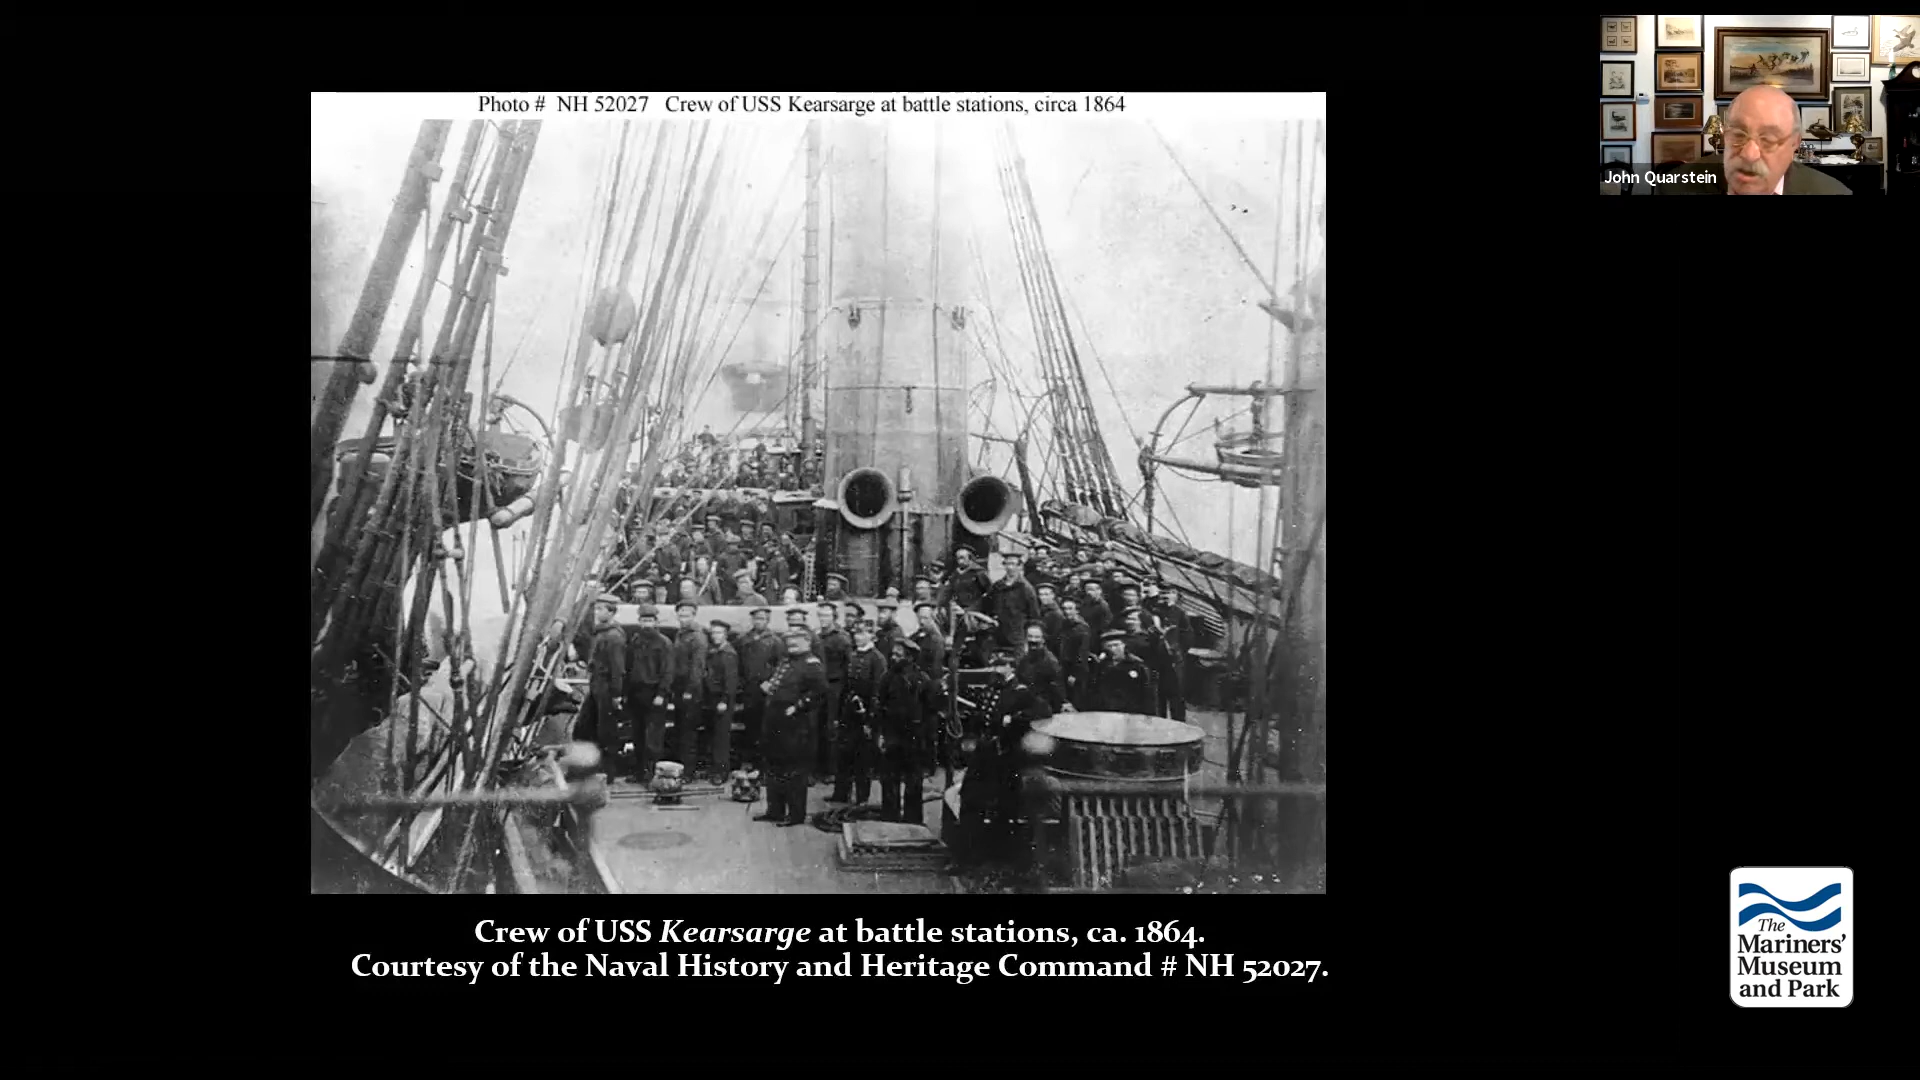 Photo # NH 52027 Crew of USS Kearsarge at battle stations, circa 1864
John Quarstein
Crew of USS Kearsarge at battle stations, ca. 1864.
Courtesy of the Naval History and Heritage Command # NH 52027.
The
Mariners'
Museum
and Park